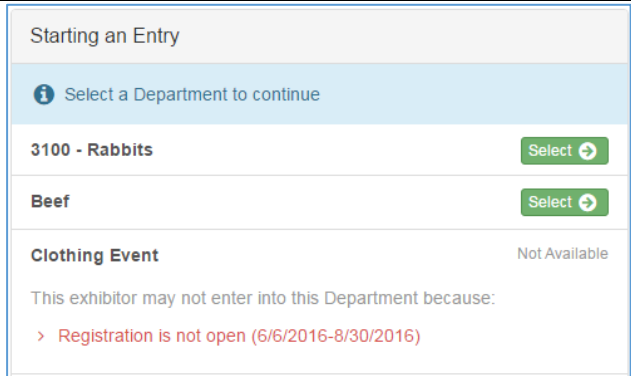 Starting an Entry
Select a Department to continue
3100 - Rabbits Select
Beef Select
Clothing Event Not Available
This exhibitor may not enter into this Department because:
> Registration is not open (6/6/2016-8/30/2016)